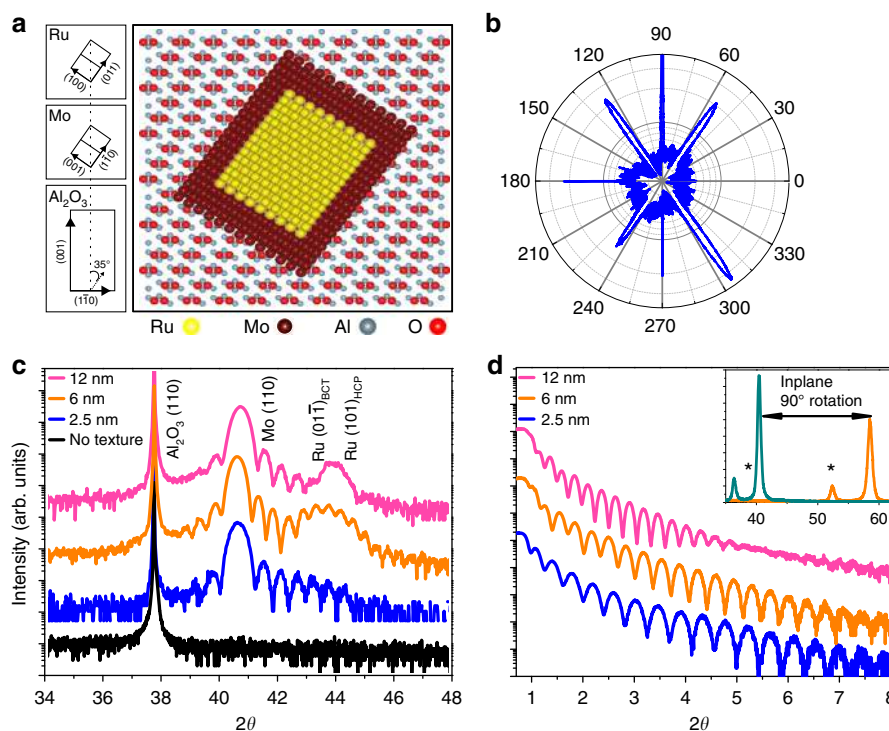 a
Ru
(100)
(011)
Mo
(001)
(11̅0)
Al2O3
(001)
35°
(11̅0)
Ru
Mo
Al
O
b
90
120
60
150
30
180
0
210
330
240
300
270
c
12 nm
6 nm
2.5 nm
No texture
Al2O3 (110)
Mo (110)
Ru (011̅)BCT
Ru (101)HCP
Intensity (arb. units)
34 36 38 40 42 44 46 48
2θ
d
12 nm
6 nm
2.5 nm
Inplane
90° rotation
*
*
40 50 60
1 2 3 4 5 6 7 8
2θ